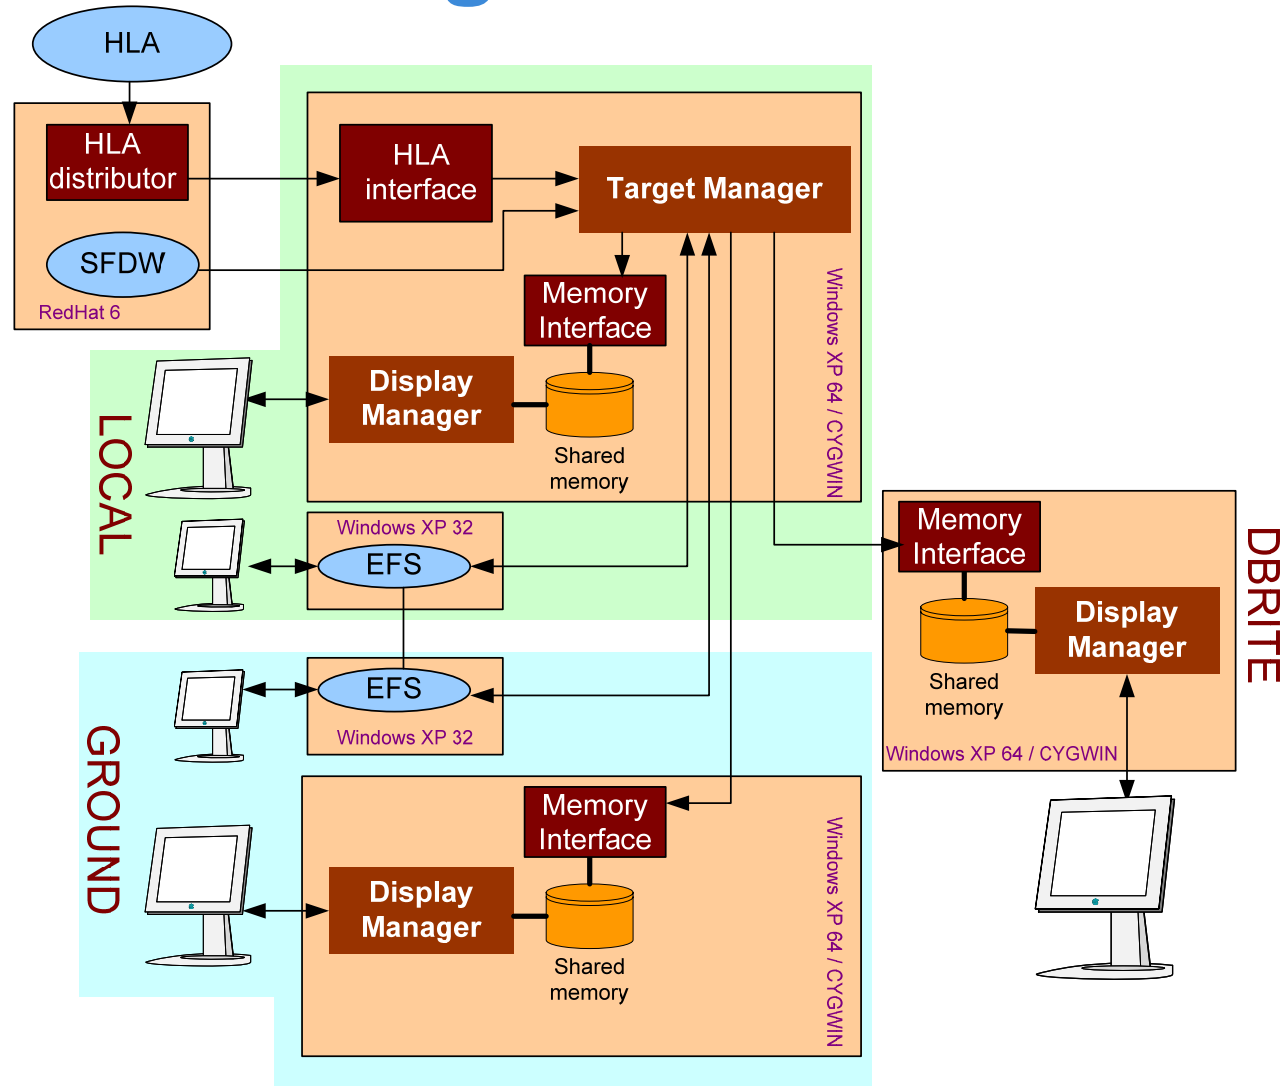 HLA
HLA
distributor
SFDW
RedHat 6
HLA
interface
Target Manager
Memory
Interface
Display
Manager
Shared
memory
Windows XP 64 / CYGWIN
LOCAL
Windows XP 32
EFS
EFS
Windows XP 32
GROUND
Memory
Interface
Display
Manager
Shared
memory
Windows XP 64 / CYGWIN
Memory
Interface
Display
Manager
Shared
memory
Windows XP 64 / CYGWIN
DBRITE